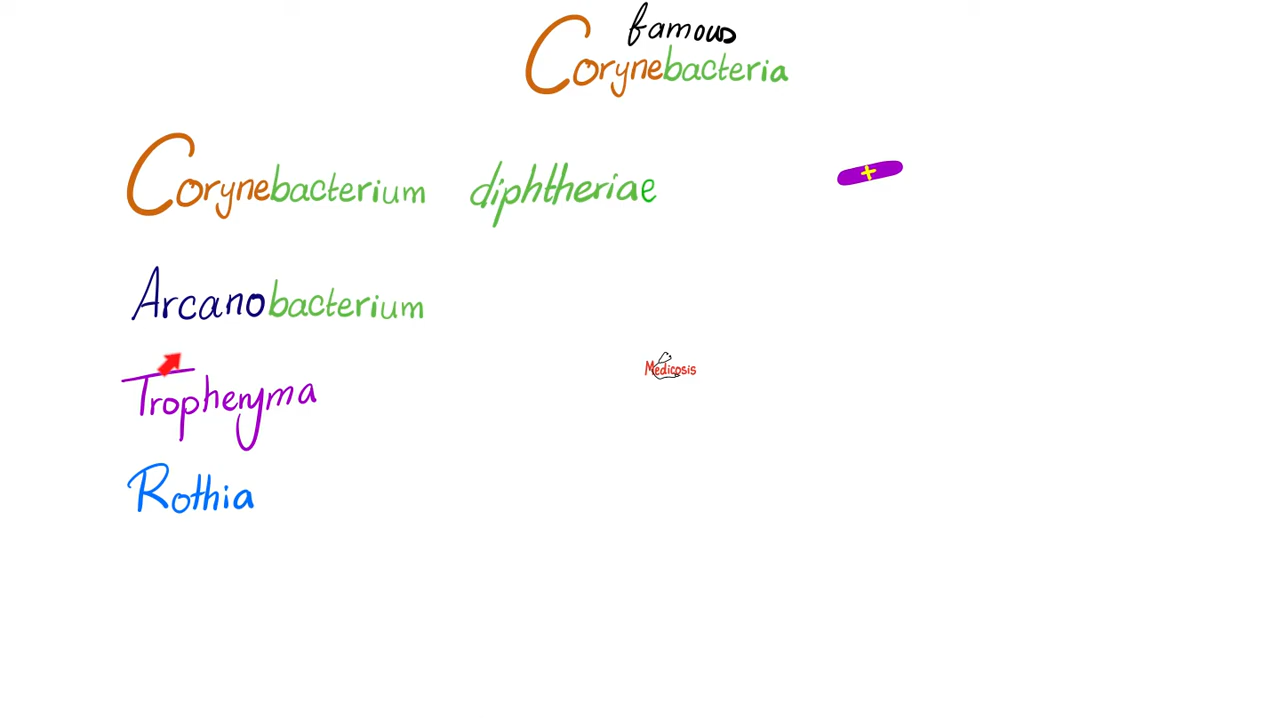 famous
Corynebacteria
Corynebacterium diphtheriae
+
Arcanobacterium
Medicosis
Tropheryma
Rothia